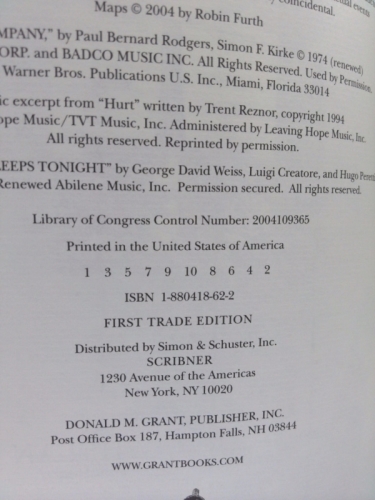 coincidental.
Maps © 2004 by Robin Furth
MPANY,” by Paul Bernard Rodgers, Simon F. Kirke © 1974 (renewed)
ORP. and BADCO MUSIC INC. All Rights Reserved. Used by Permission.
Warner Bros. Publications U.S. Inc., Miami, Florida 33014
ic excerpt from “Hurt” written by Trent Reznor, copyright 1994
ope Music/TVT Music, Inc. Administered by Leaving Hope Music, Inc.
All rights reserved. Reprinted by permission.
LEEPS TONIGHT” by George David Weiss, Luigi Creatore, and Hugo
Renewed Abilene Music, Inc. Permission secured. All rights reserved.
Library of Congress Control Number: 2004109365
Printed in the United States of America
1 3 5 7 9 10 8 6 4 2
ISBN 1-880418-62-2
FIRST TRADE EDITION
Distributed by Simon & Schuster, Inc.
SCRIBNER
1230 Avenue of the Americas
New York, NY 10020
DONALD M. GRANT, PUBLISHER, INC.
Post Office Box 187, Hampton Falls, NH 03844
WWW.GRANTBOOKS.COM